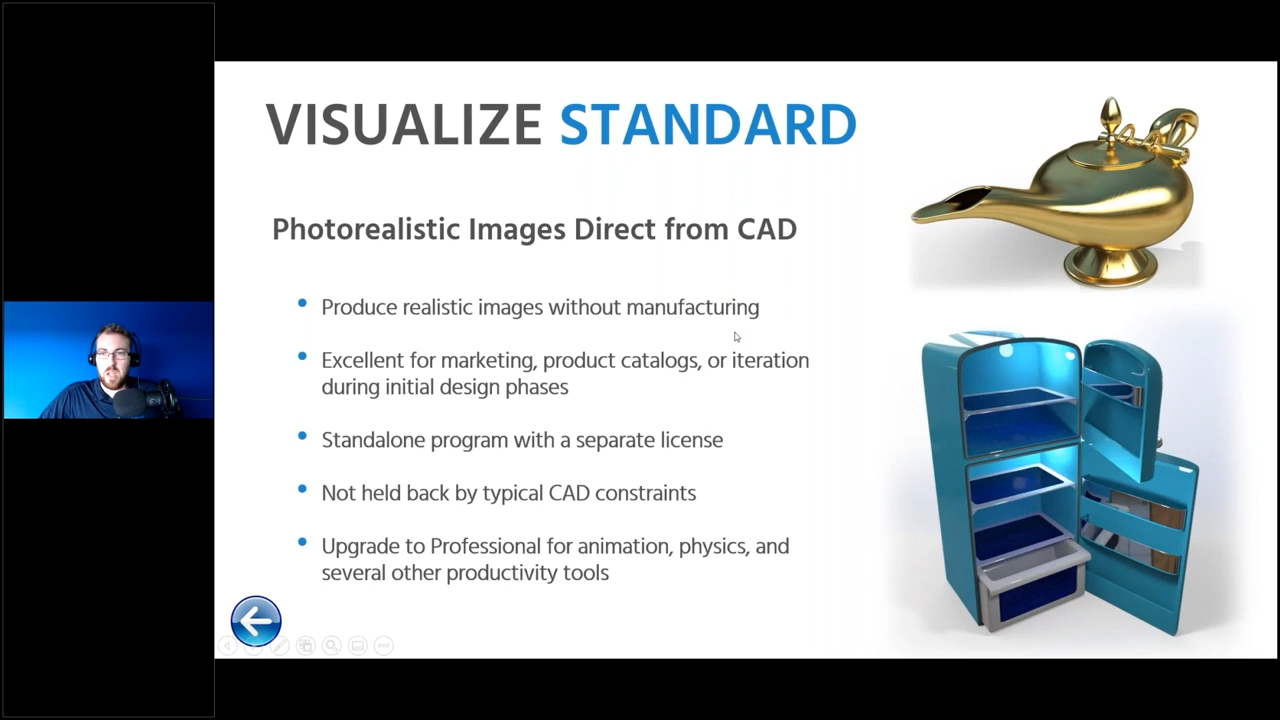 VISUALIZE STANDARD
Photorealistic Images Direct from CAD
Produce realistic images without manufacturing
Excellent for marketing, product catalogs, or iteration
during initial design phases
Standalone program with a separate license
Not held back by typical CAD constraints
Upgrade to Professional for animation, physics, and
several other productivity tools